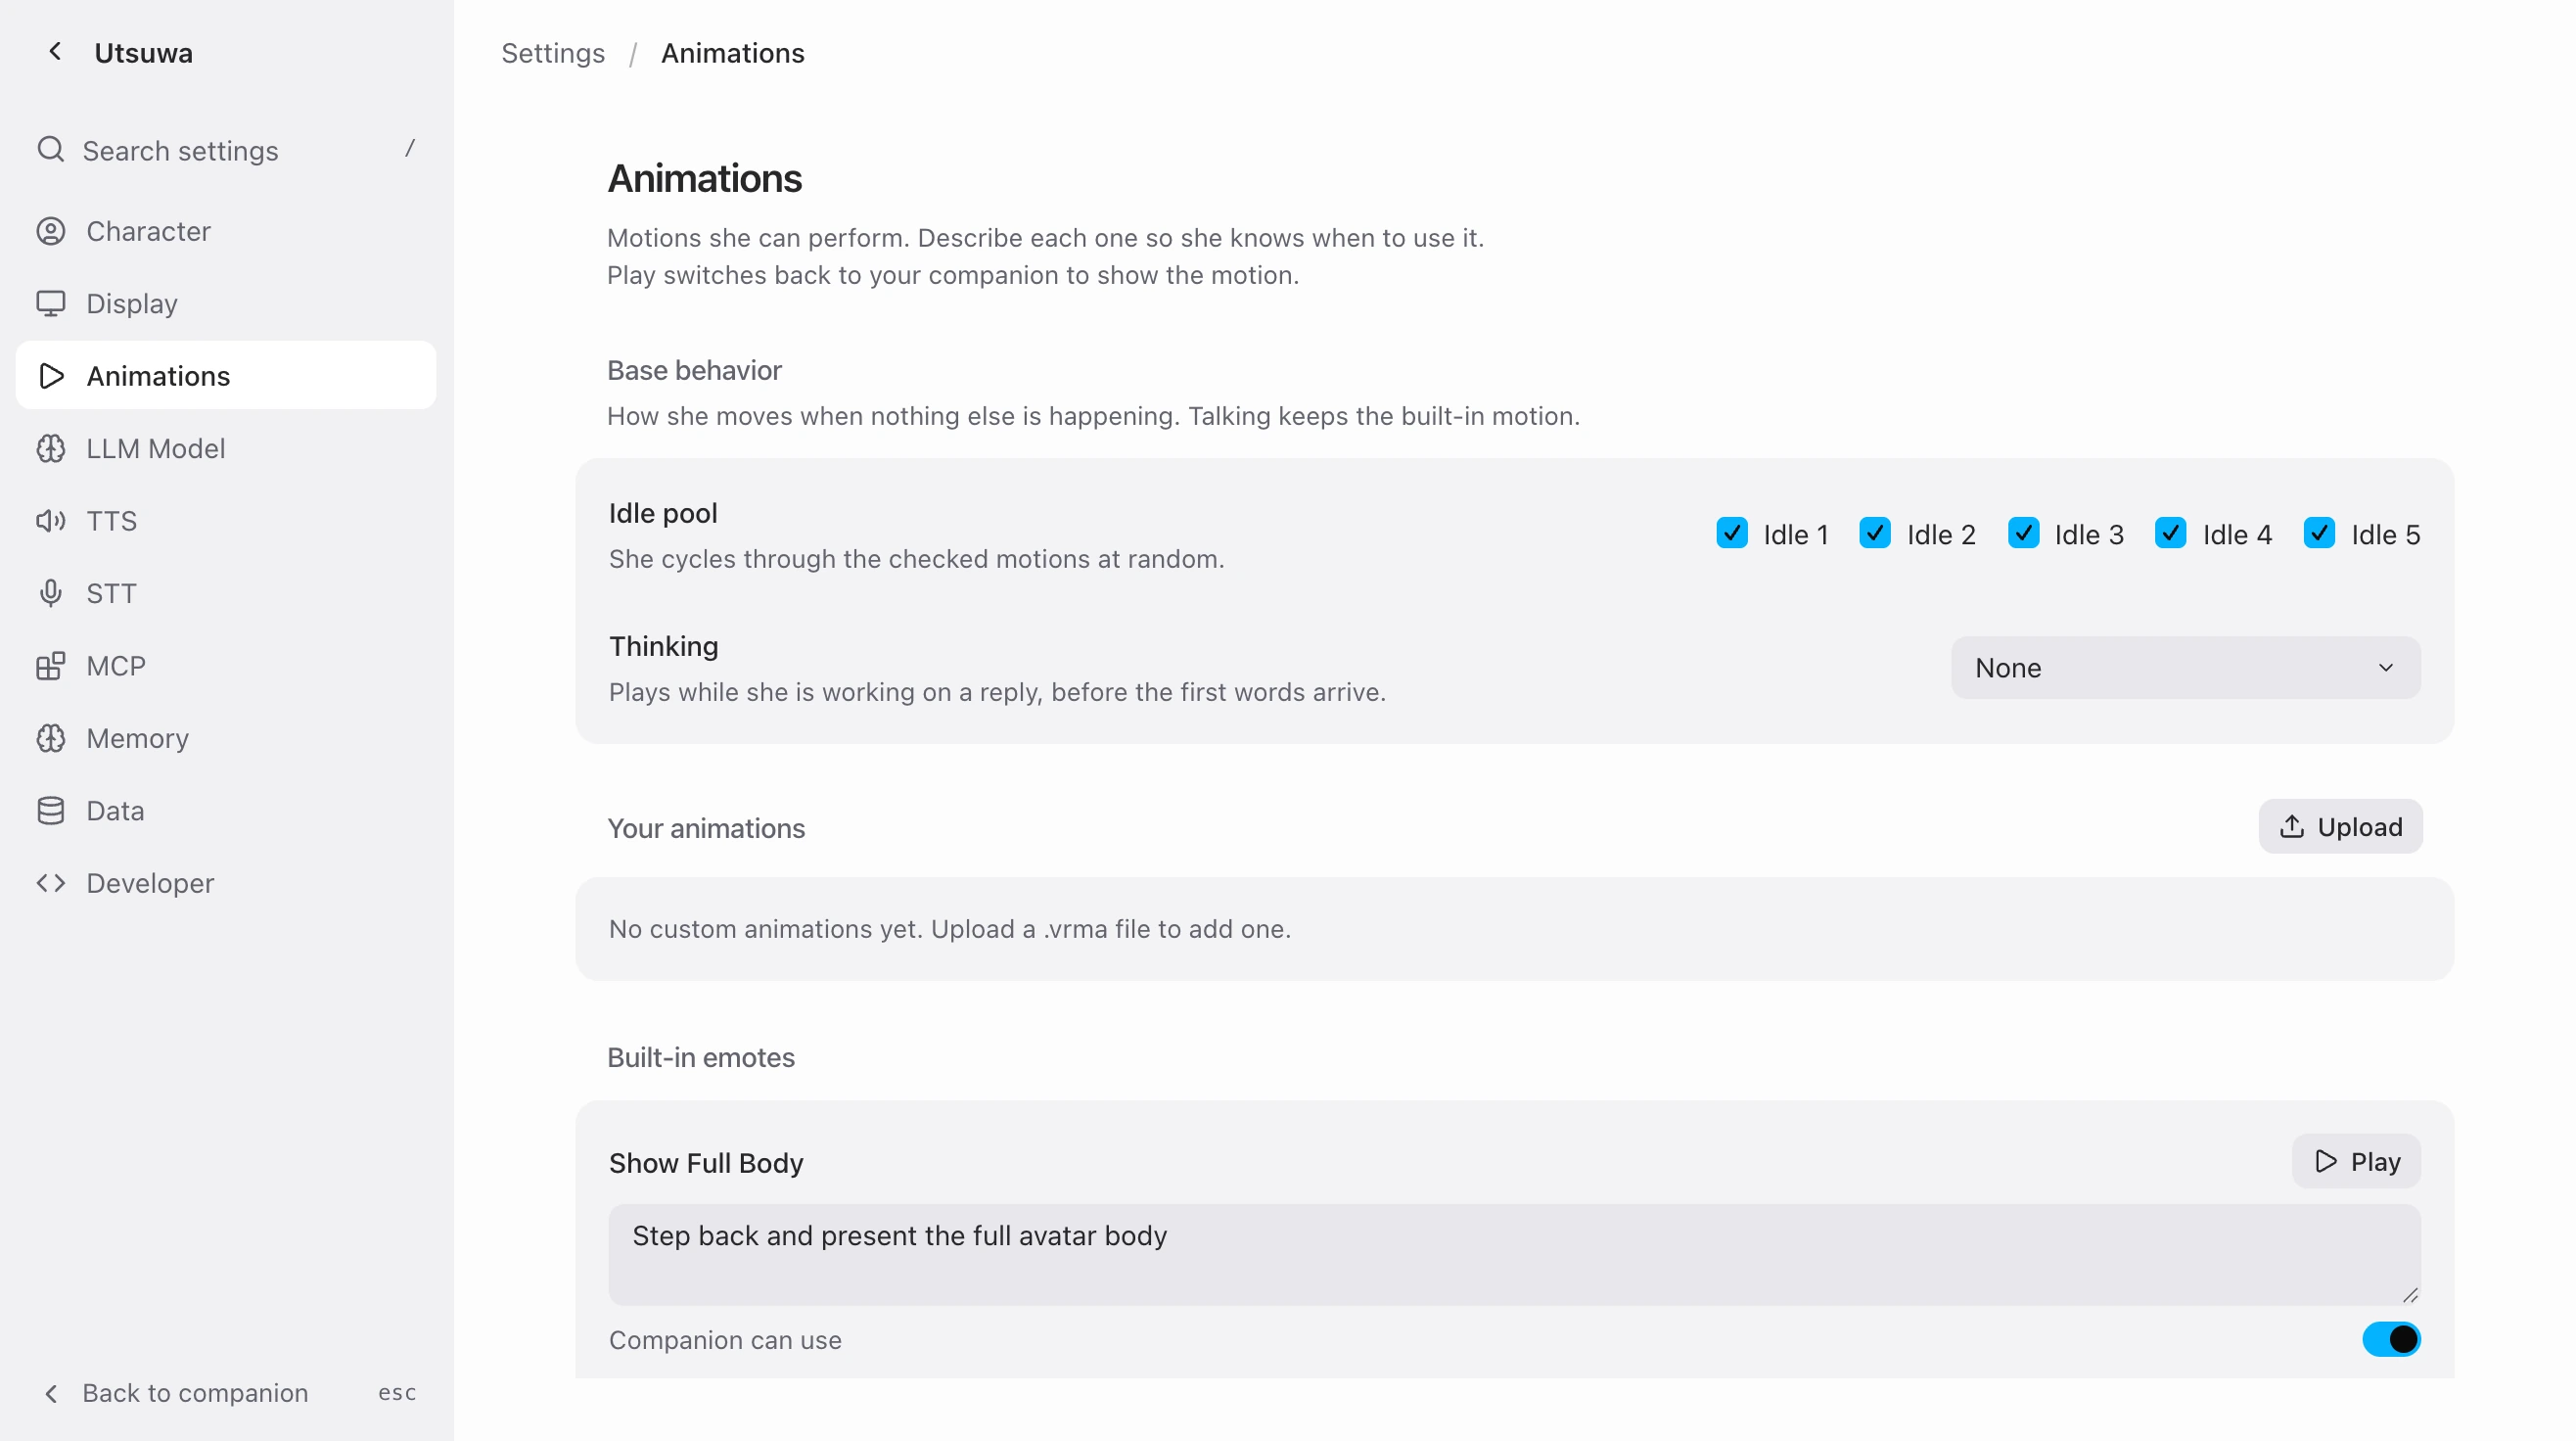 Utsuwa
Search settings /
Character
Display
Animations
LLM Model
TTS
STT
MCP
Memory
Data
Developer
Back to companion esc
Settings / Animations
Animations
Motions she can perform. Describe each one so she knows when to use it.
Play switches back to your companion to show the motion.
Base behavior
How she moves when nothing else is happening. Talking keeps the built-in motion.
Idle pool
She cycles through the checked motions at random.
Idle 1 Idle 2 Idle 3 Idle 4 Idle 5
Thinking
Plays while she is working on a reply, before the first words arrive.
None
Your animations
Upload
No custom animations yet. Upload a .vrma file to add one.
Built-in emotes
Show Full Body
Play
Step back and present the full avatar body
Companion can use